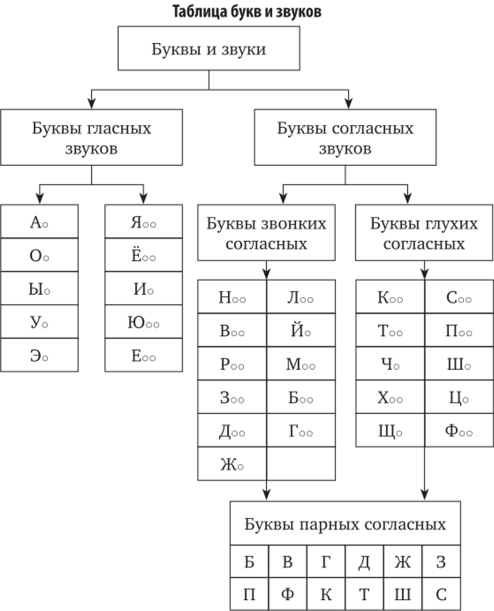 Таблица букв и звуков
Буквы и звуки
Буквы гласных
звуков
Буквы согласных
звуков
А○ Я○○
О○ Ё○○
Ы○ И○
У○ Ю○○
Э○ Е○○
Буквы звонких
согласных
Буквы глухих
согласных
Н○○ Л○○ К○○ С○○
В○○ Й○ Т○○ П○○
Р○○ М○○ Ч○ Ш○
З○○ Б○○ Х○○ Ц○
Д○○ Г○○ Щ○ Ф○○
Ж○
Буквы парных согласных
Б В Г Д Ж З
П Ф К Т Ш С